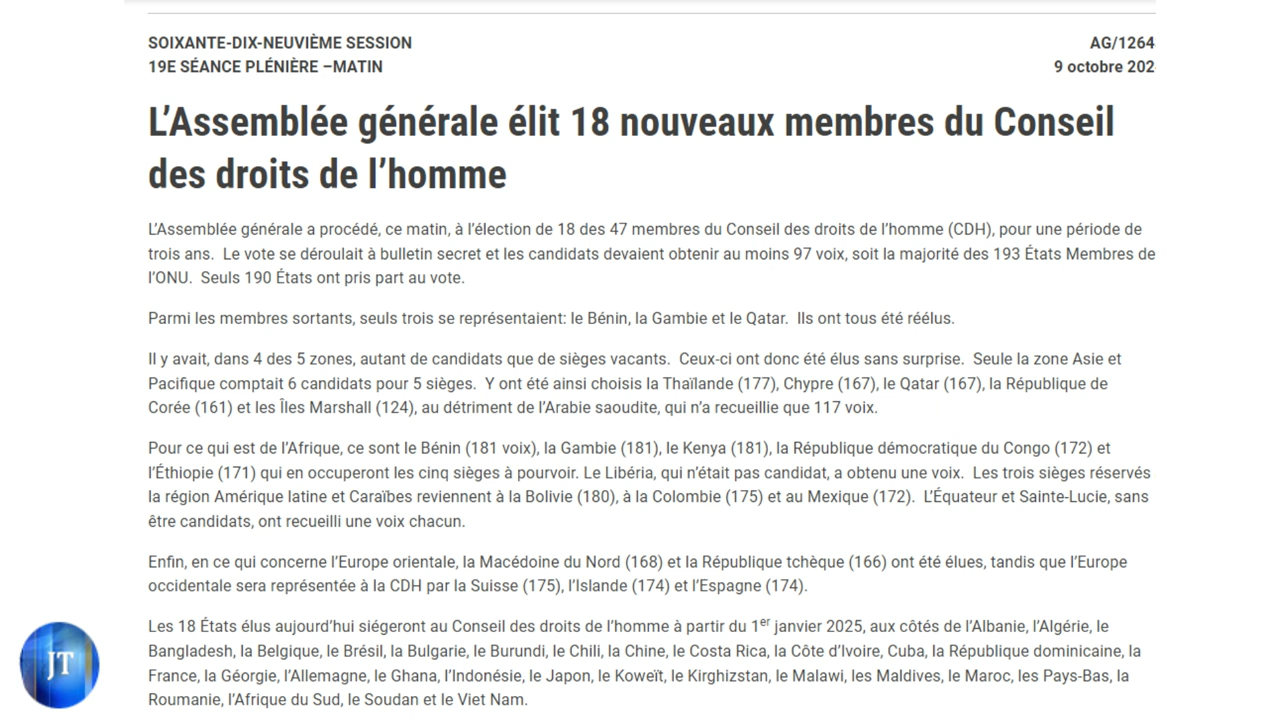 SOIXANTE-DIX-NEUVIÈME SESSION
AG/1264
19E SÉANCE PLÉNIÈRE –MATIN
9 octobre 202
L’Assemblée générale élit 18 nouveaux membres du Conseil
des droits de l’homme
L’Assemblée générale a procédé, ce matin, à l’élection de 18 des 47 membres du Conseil des droits de l’homme (CDH), pour une période de
trois ans.  Le vote se déroulait à bulletin secret et les candidats devaient obtenir au moins 97 voix, soit la majorité des 193 États Membres de
l’ONU.  Seuls 190 États ont pris part au vote.
Parmi les membres sortants, seuls trois se représentaient: le Bénin, la Gambie et le Qatar.  Ils ont tous été réélus.
Il y avait, dans 4 des 5 zones, autant de candidats que de sièges vacants.  Ceux-ci ont donc été élus sans surprise.  Seule la zone Asie et
Pacifique comptait 6 candidats pour 5 sièges.  Y ont été ainsi choisis la Thaïlande (177), Chypre (167), le Qatar (167), la République de
Corée (161) et les Îles Marshall (124), au détriment de l’Arabie saoudite, qui n’a recueillie que 117 voix.
Pour ce qui est de l’Afrique, ce sont le Bénin (181 voix), la Gambie (181), le Kenya (181), la République démocratique du Congo (172) et
l’Éthiopie (171) qui en occuperont les cinq sièges à pourvoir. Le Libéria, qui n’était pas candidat, a obtenu une voix.  Les trois sièges réservés
la région Amérique latine et Caraïbes reviennent à la Bolivie (180), à la Colombie (175) et au Mexique (172).  L’Équateur et Sainte-Lucie, sans
être candidats, ont recueilli une voix chacun.
Enfin, en ce qui concerne l’Europe orientale, la Macédoine du Nord (168) et la République tchèque (166) ont été élues, tandis que l’Europe
occidentale sera représentée à la CDH par la Suisse (175), l’Islande (174) et l’Espagne (174).
Les 18 États élus aujourd’hui siégeront au Conseil des droits de l’homme à partir du 1er janvier 2025, aux côtés de l’Albanie, l’Algérie, le
Bangladesh, la Belgique, le Brésil, la Bulgarie, le Burundi, le Chili, la Chine, le Costa Rica, la Côte d’Ivoire, Cuba, la République dominicaine, la
France, la Géorgie, l’Allemagne, le Ghana, l’Indonésie, le Japon, le Koweït, le Kirghizstan, le Malawi, les Maldives, le Maroc, les Pays-Bas, la
Roumanie, l’Afrique du Sud, le Soudan et le Viet Nam.
JT